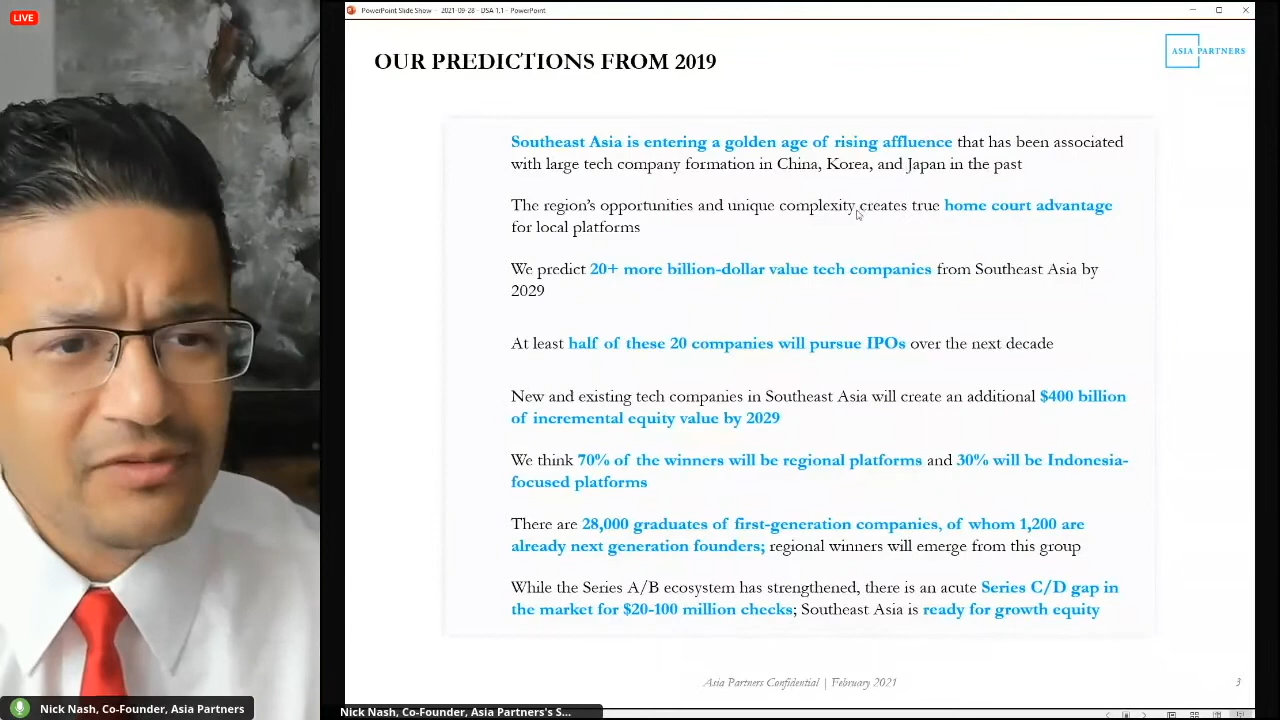 LIVE
PowerPoint Slide Show - 2021-09-28 - DSA 1.1 - PowerPoint
OUR PREDICTIONS FROM 2019
ASIA PARTNERS
Southeast Asia is entering a golden age of rising affluence that has been associated
with large tech company formation in China, Korea, and Japan in the past
The region's opportunities and unique complexity creates true home court advantage
for local platforms
We predict 20+ more billion-dollar value tech companies from Southeast Asia by
2029
At least half of these 20 companies will pursue IPOs over the next decade
New and existing tech companies in Southeast Asia will create an additional $400 billion
of incremental equity value by 2029
We think 70% of the winners will be regional platforms and 30% will be Indonesia-
focused platforms
There are 28,000 graduates of first-generation companies, of whom 1,200 are
already next generation founders; regional winners will emerge from this group
While the Series A/B ecosystem has strengthened, there is an acute Series C/D gap in
the market for $20-100 million checks; Southeast Asia is ready for growth equity
Asia Partners Confidential | February 2021
3
Nick Nash, Co-Founder, Asia Partners
Nick Nash, Co-Founder, Asia Partners's S...